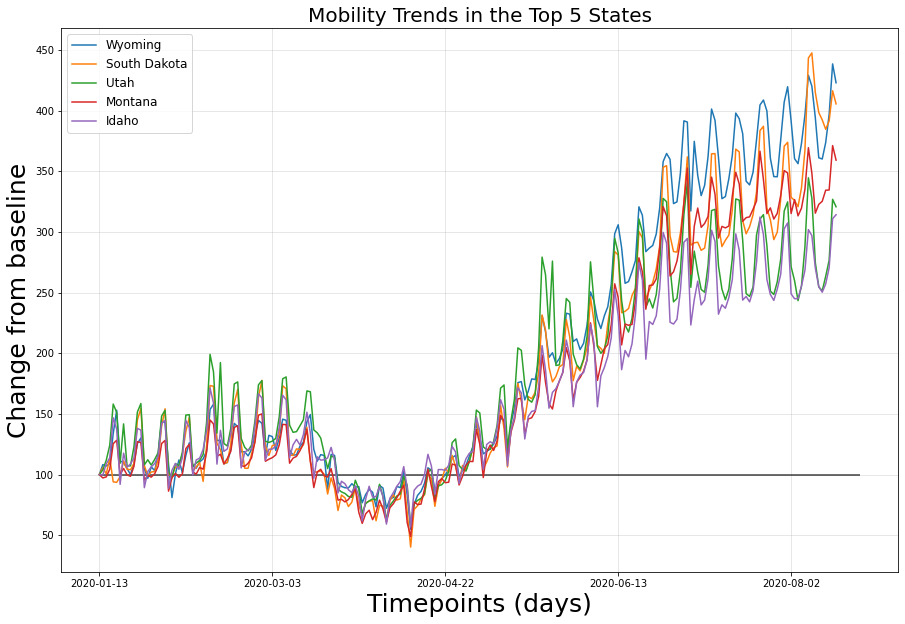 Mobility Trends in the Top 5 States
Wyoming
South Dakota
Utah
Montana
Idaho
Change from baseline
450
400
350
300
250
200
150
100
50
2020-01-13
2020-03-03
2020-04-22
2020-06-13
2020-08-02
Timepoints (days)